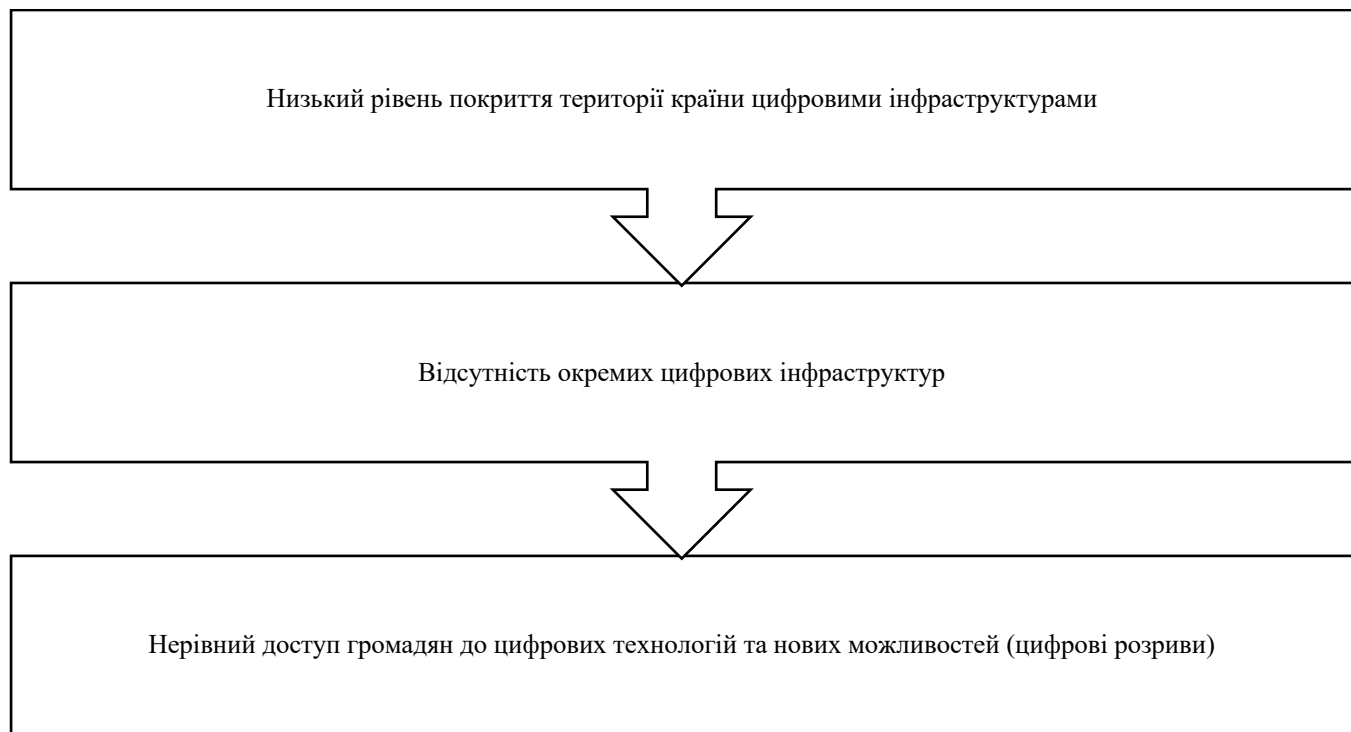 Низький рівень покриття території країни цифровими інфраструктурами
Відсутність окремих цифрових інфраструктур
Нерівний доступ громадян до цифрових технологій та нових можливостей (цифрові розриви)